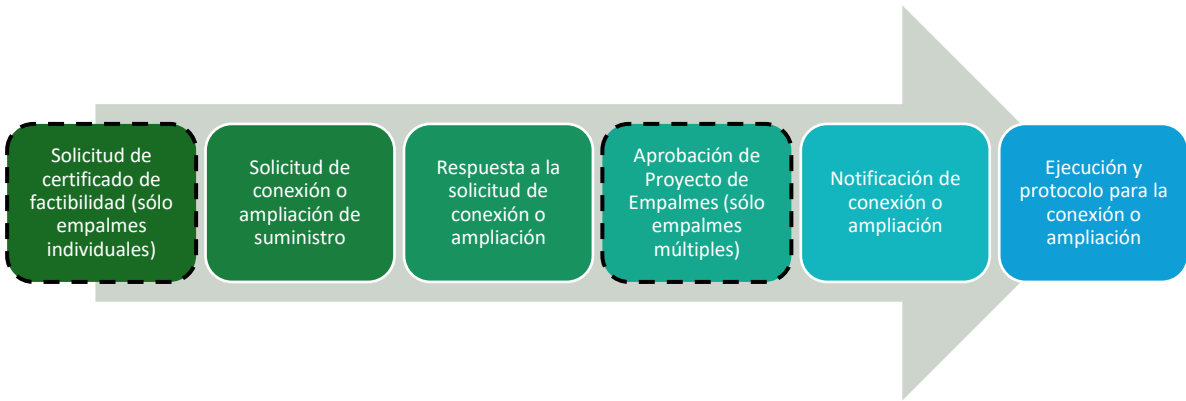 Solicitud de
certificado de
factibilidad (sólo
empalmes
individuales)
Solicitud de
conexión o
ampliación de
suministro
Respuesta a la
solicitud de
conexión o
ampliación
Aprobación de
Proyecto de
Empalmes (sólo
empalmes
múltiples)
Notificación de
conexión o
ampliación
Ejecución y
protocolo para la
conexión o
ampliación